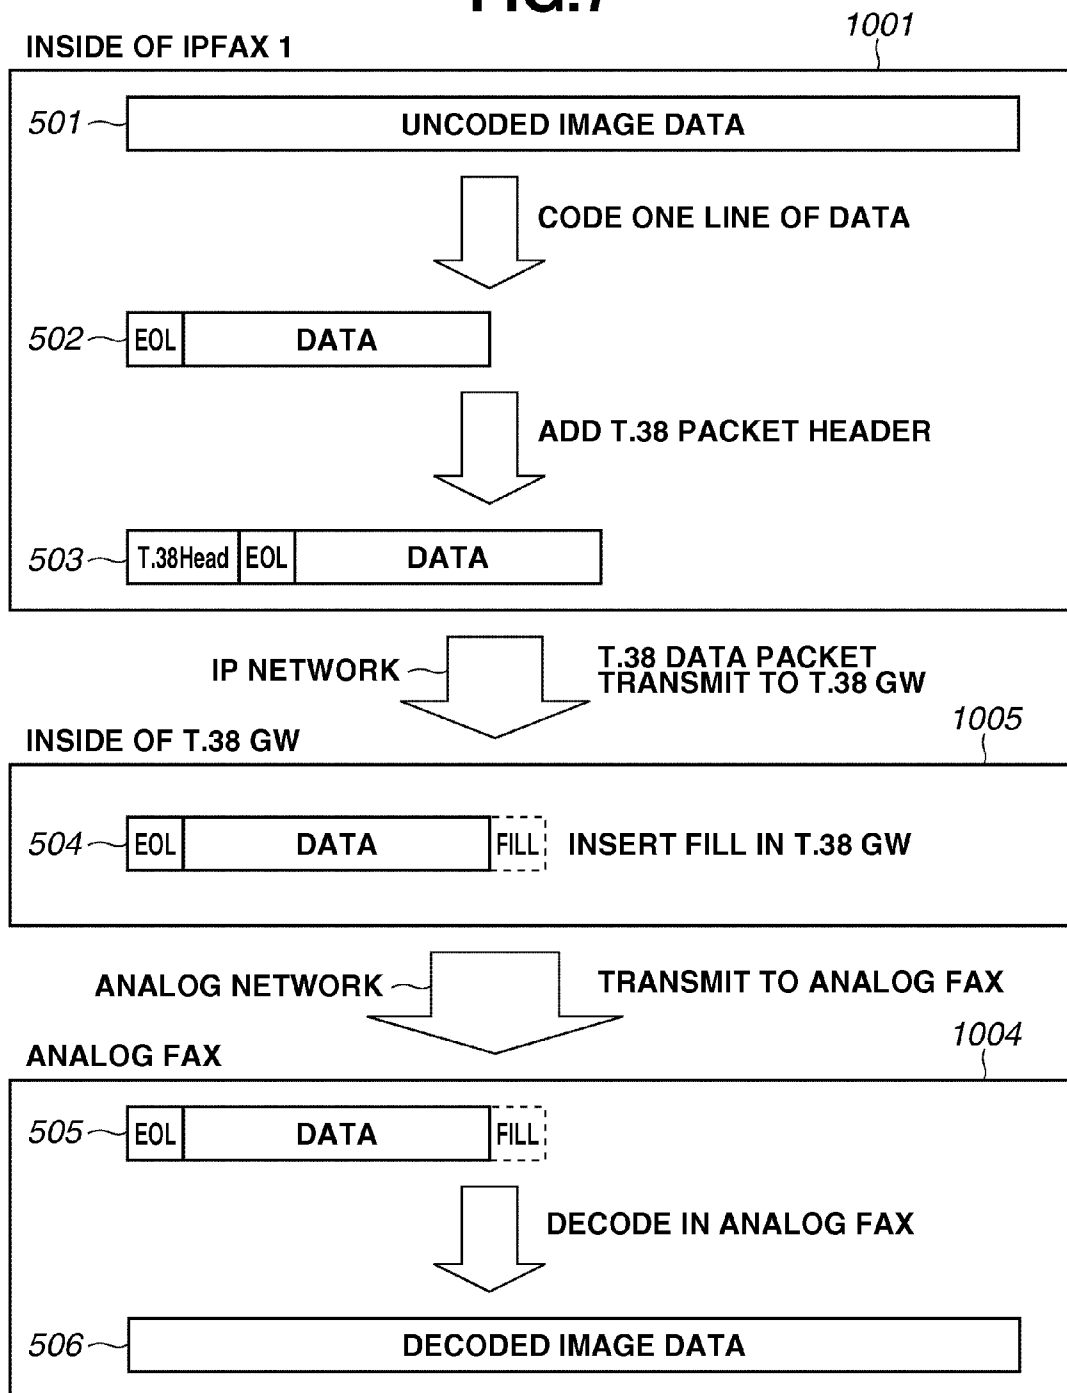 FIG.7
INSIDE OF IPFAX 1
1001
501
UNCODED IMAGE DATA
CODE ONE LINE OF DATA
502
EOL DATA
ADD T.38 PACKET HEADER
503
T.38Head EOL DATA
IP NETWORK
T.38 DATA PACKET
TRANSMIT TO T.38 GW
INSIDE OF T.38 GW
1005
504
EOL DATA FILL
INSERT FILL IN T.38 GW
ANALOG NETWORK
TRANSMIT TO ANALOG FAX
ANALOG FAX
1004
505
EOL DATA FILL
DECODE IN ANALOG FAX
506
DECODED IMAGE DATA